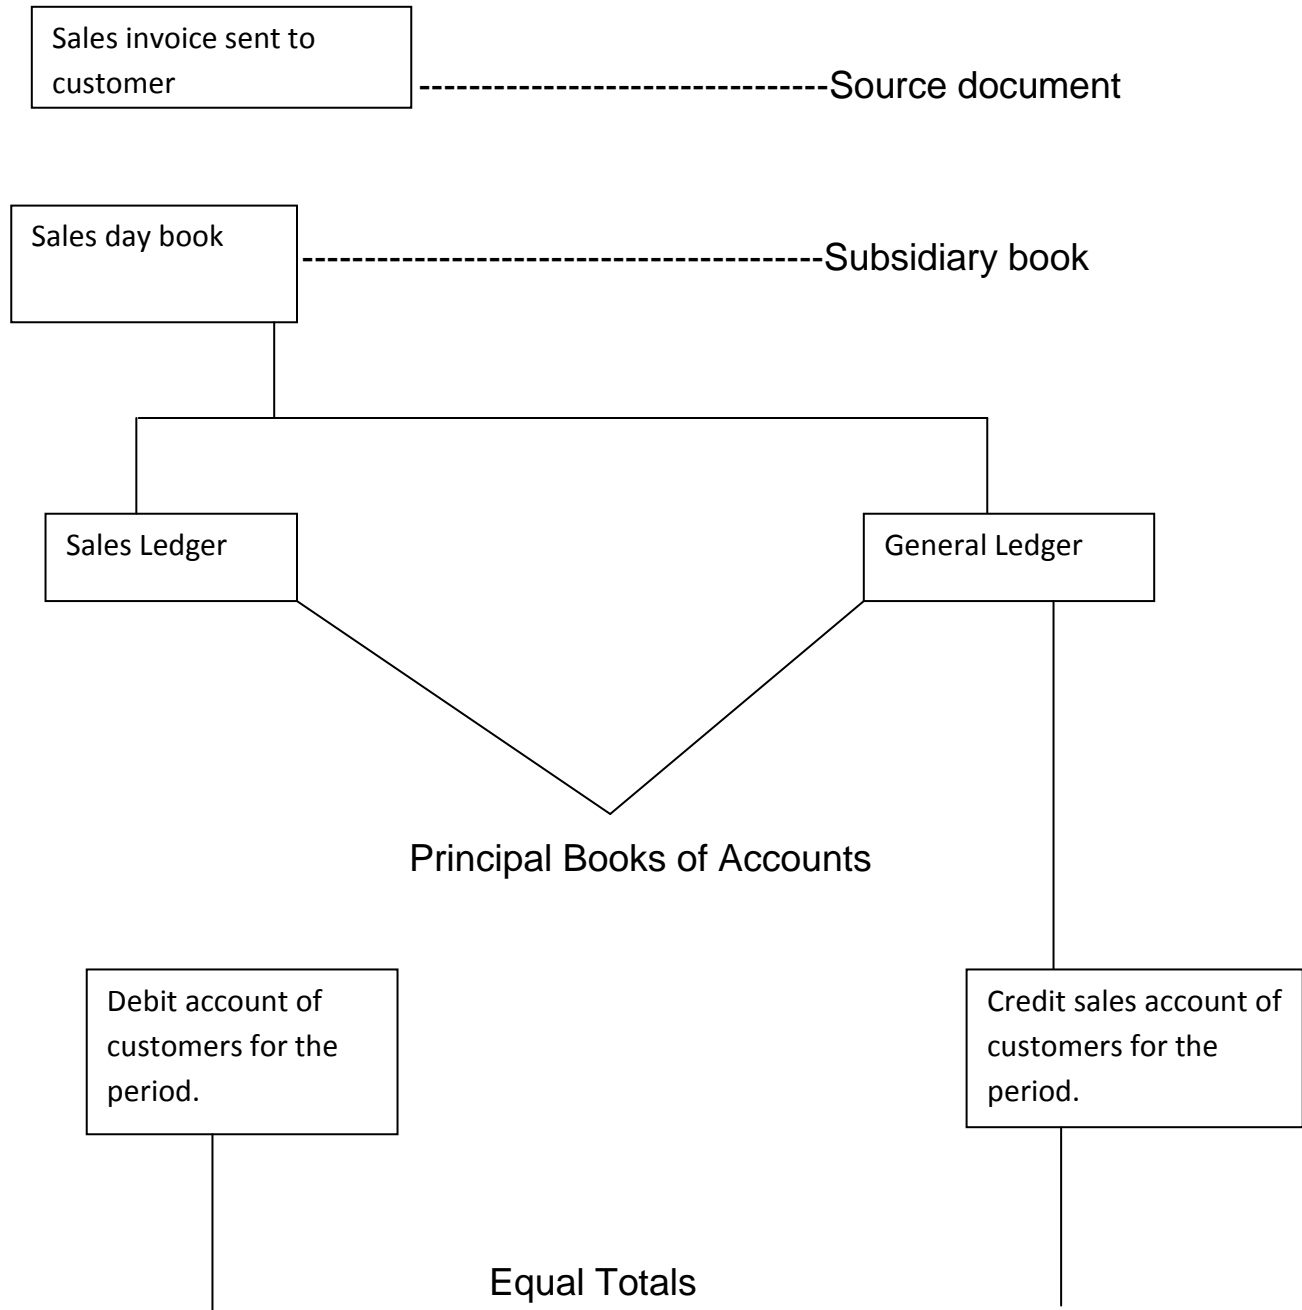 Sales invoice sent to
customer
---------------------------------Source document
Sales day book
------------------------------------------Subsidiary book
Sales Ledger
General Ledger
Principal Books of Accounts
Debit account of
customers for the
period.
Credit sales account of
customers for the
period.
Equal Totals